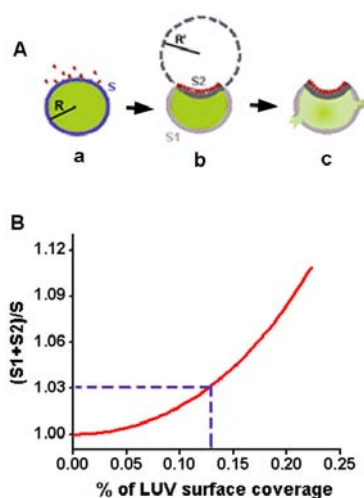 A
R
S
a
R'
S2
S1
b
c
B
(S1+S2)/S
1.12
1.09
1.06
1.03
1.00
0.00 0.05 0.10 0.15 0.20 0.25
% of LUV surface coverage